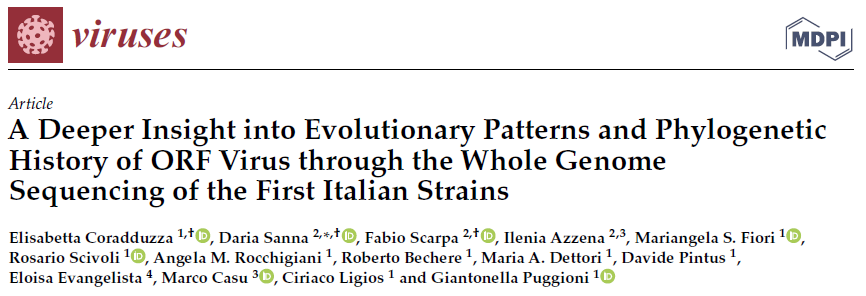 viruses
MDPI
Article
A Deeper Insight into Evolutionary Patterns and Phylogenetic
History of ORF Virus through the Whole Genome
Sequencing of the First Italian Strains
Elisabetta Coradduzza 1,†, Daria Sanna 2,*,†, Fabio Scarpa 2,†, Ilenia Azzena 2,3, Mariangela S. Fiori 1,
Rosario Scivoli 1, Angela M. Rocchigiani 1, Roberto Bechere 1, Maria A. Dettori 1, Davide Pintus 1,
Eloisa Evangelista 4, Marco Casu 3, Ciriaco Ligios 1 and Giantonella Puggioni 1